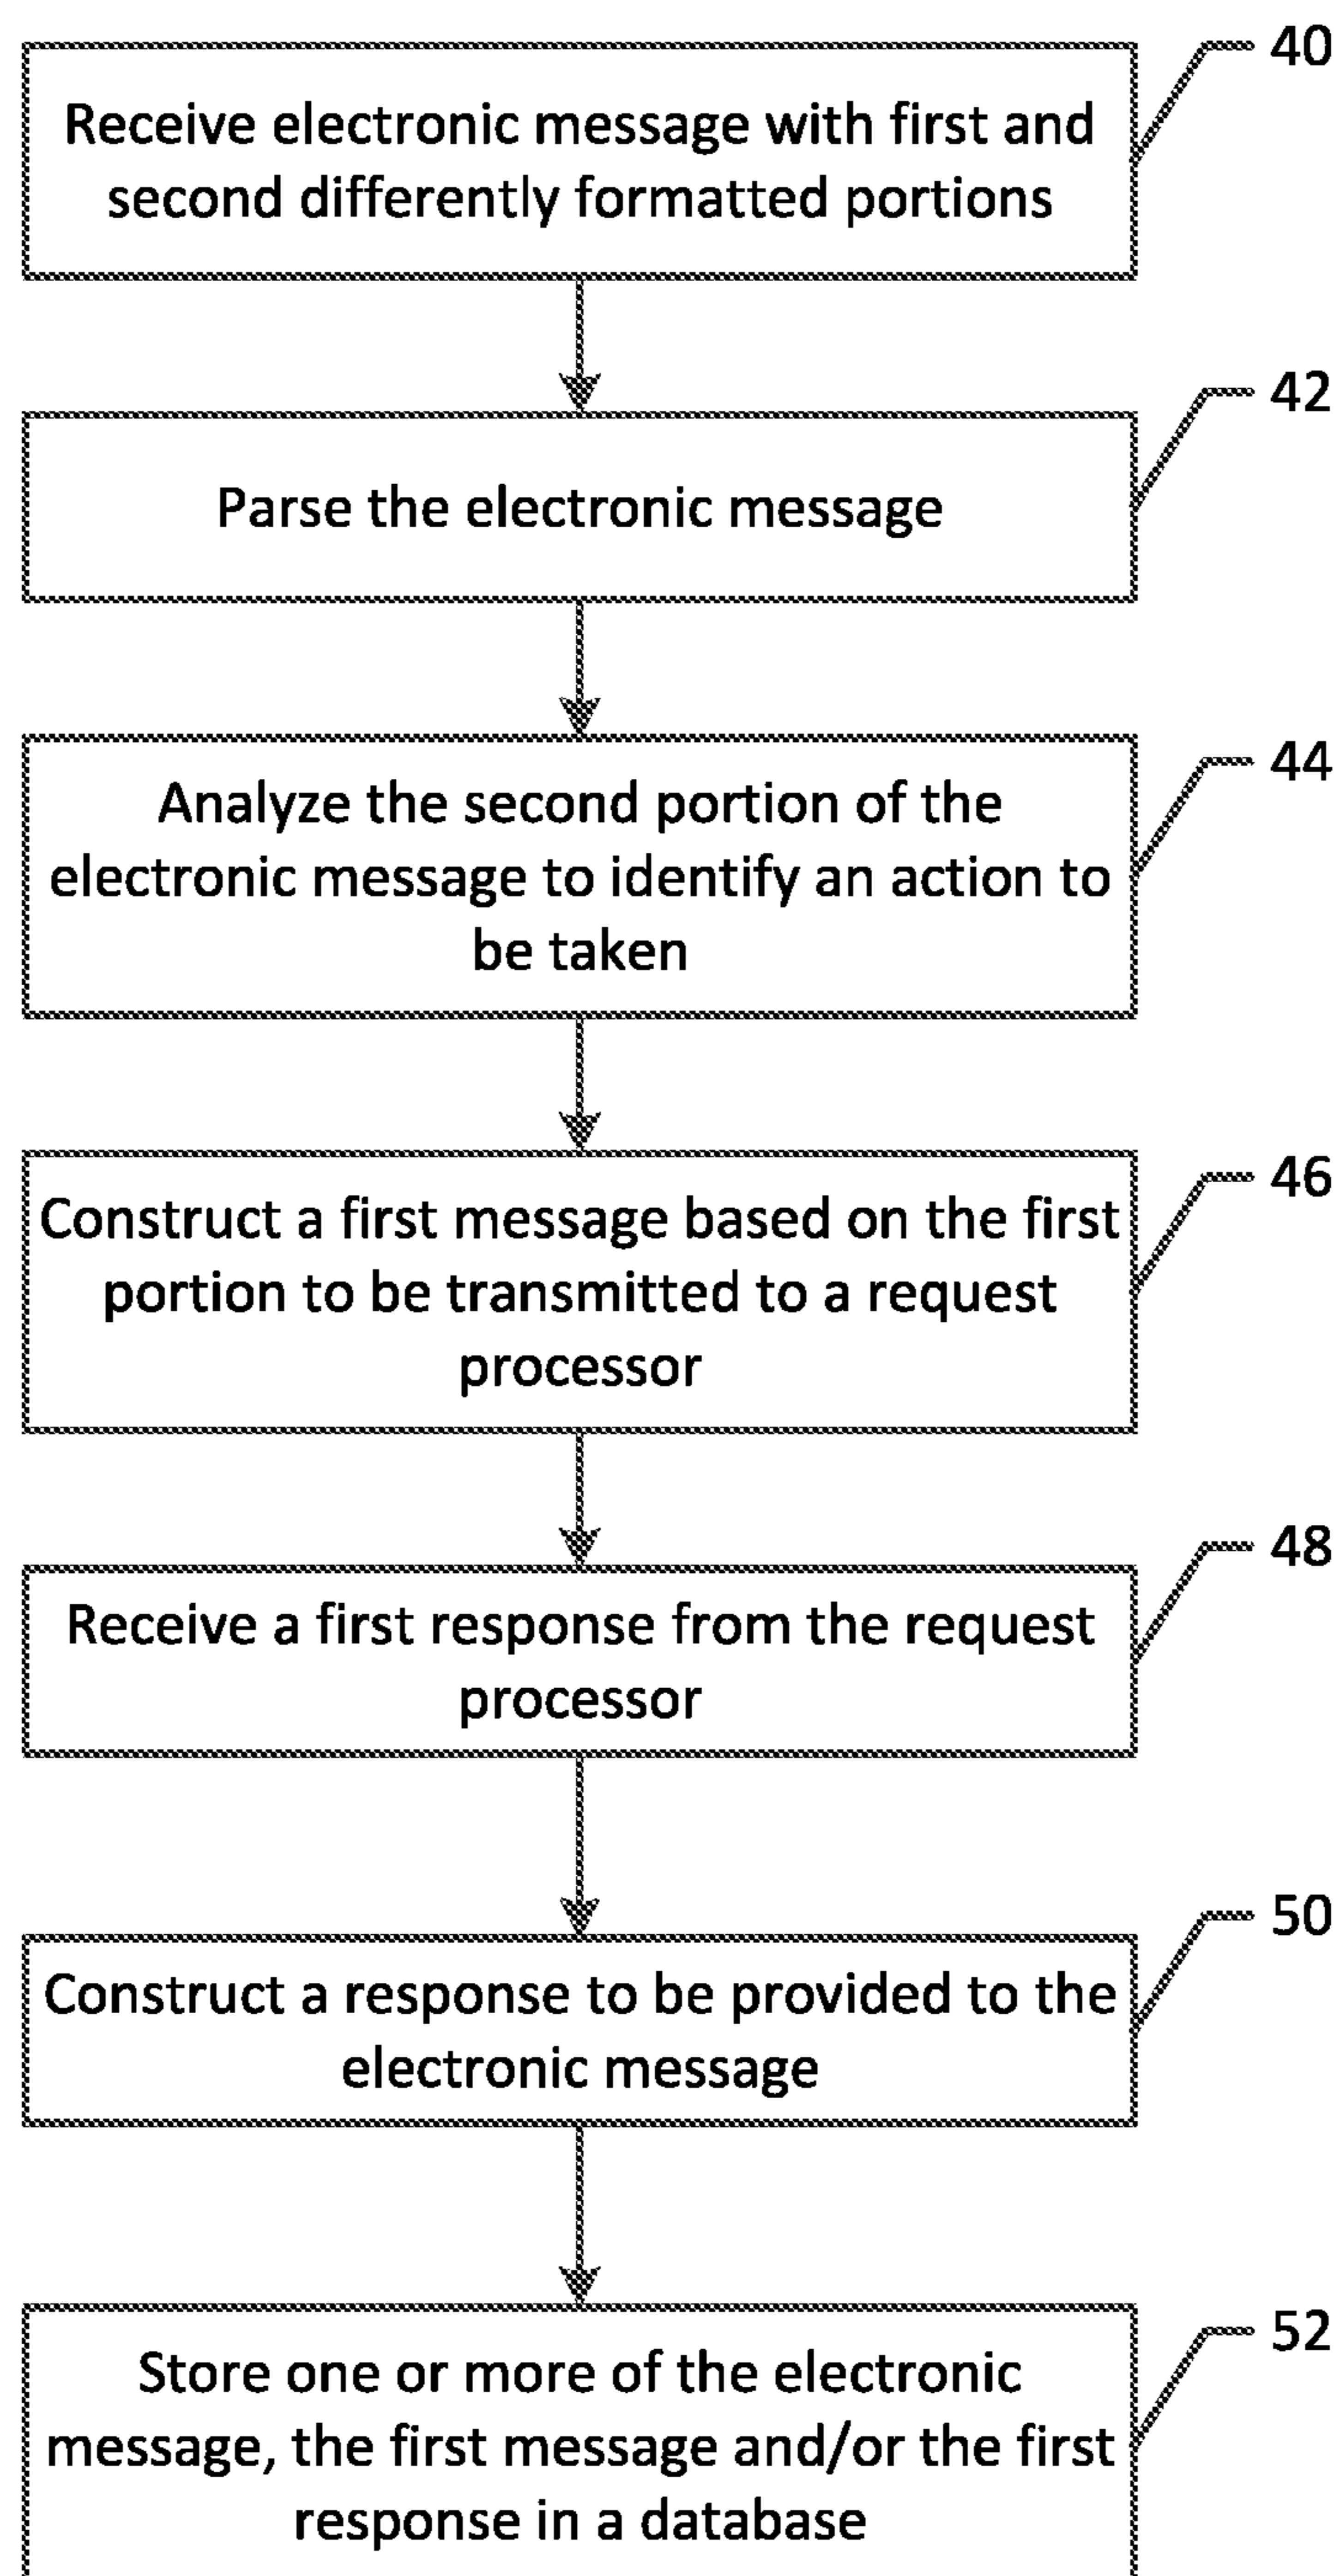 40
Receive electronic message with first and
second differently formatted portions
42
Parse the electronic message
44
Analyze the second portion of the
electronic message to identify an action to
be taken
46
Construct a first message based on the first
portion to be transmitted to a request
processor
48
Receive a first response from the request
processor
50
Construct a response to be provided to the
electronic message
52
Store one or more of the electronic
message, the first message and/or the first
response in a database